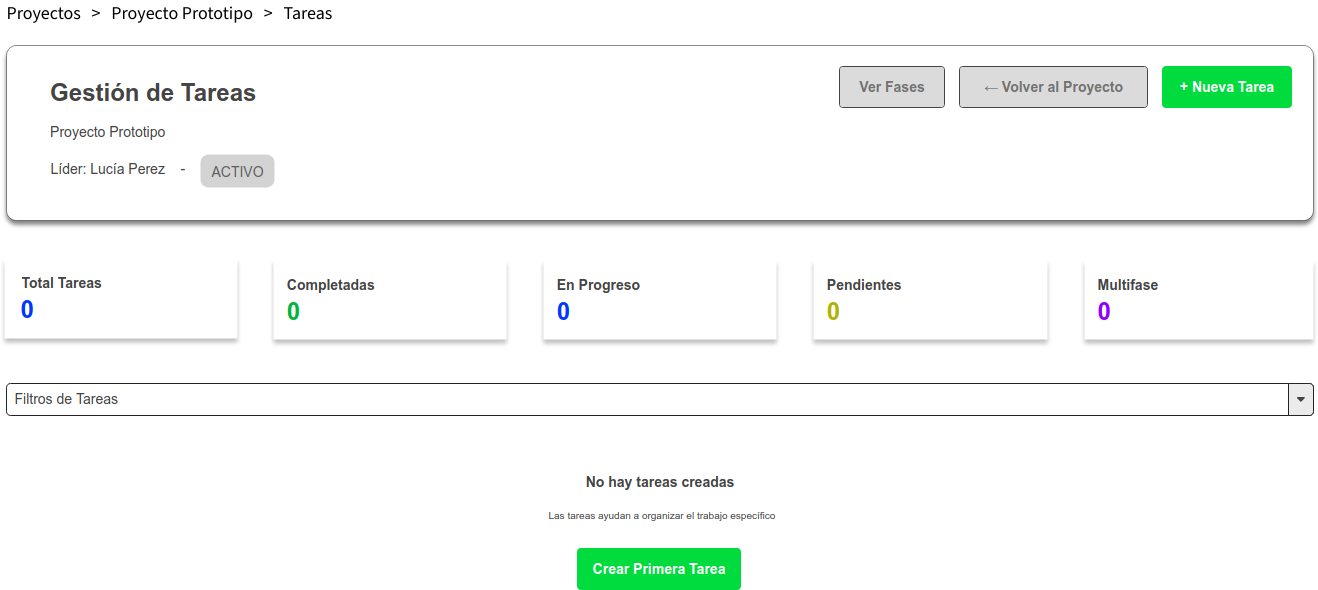 Proyectos > Proyecto Prototipo > Tareas
Gestión de Tareas
Ver Fases
← Volver al Proyecto
+ Nueva Tarea
Proyecto Prototipo
Líder: Lucía Perez - ACTIVO
Total Tareas
0
Completadas
0
En Progreso
0
Pendientes
0
Multifase
0
Filtros de Tareas
No hay tareas creadas
Las tareas ayudan a organizar el trabajo específico
Crear Primera Tarea